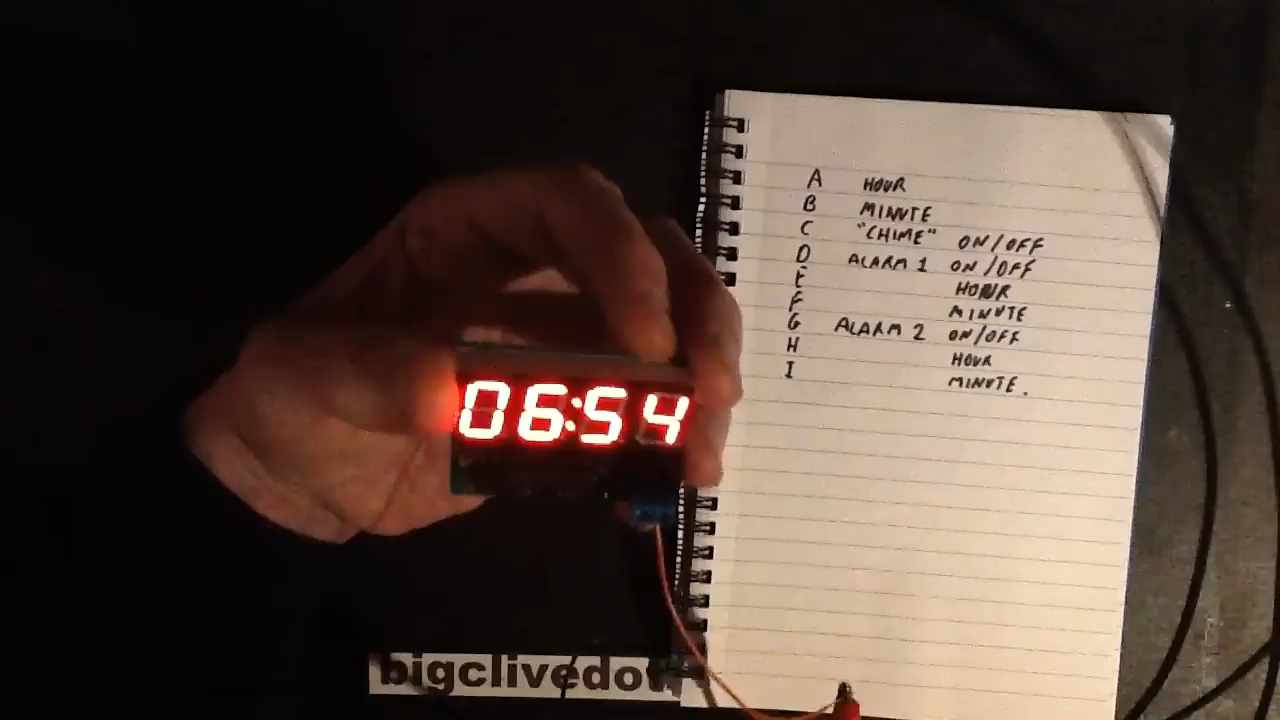 A HOUR
B MINUTE
C "CHIME" ON/OFF
D ALARM 1 ON/OFF
E HOUR
F MINUTE
G ALARM 2 ON/OFF
H HOUR
I MINUTE.
06:54
bigclivedot